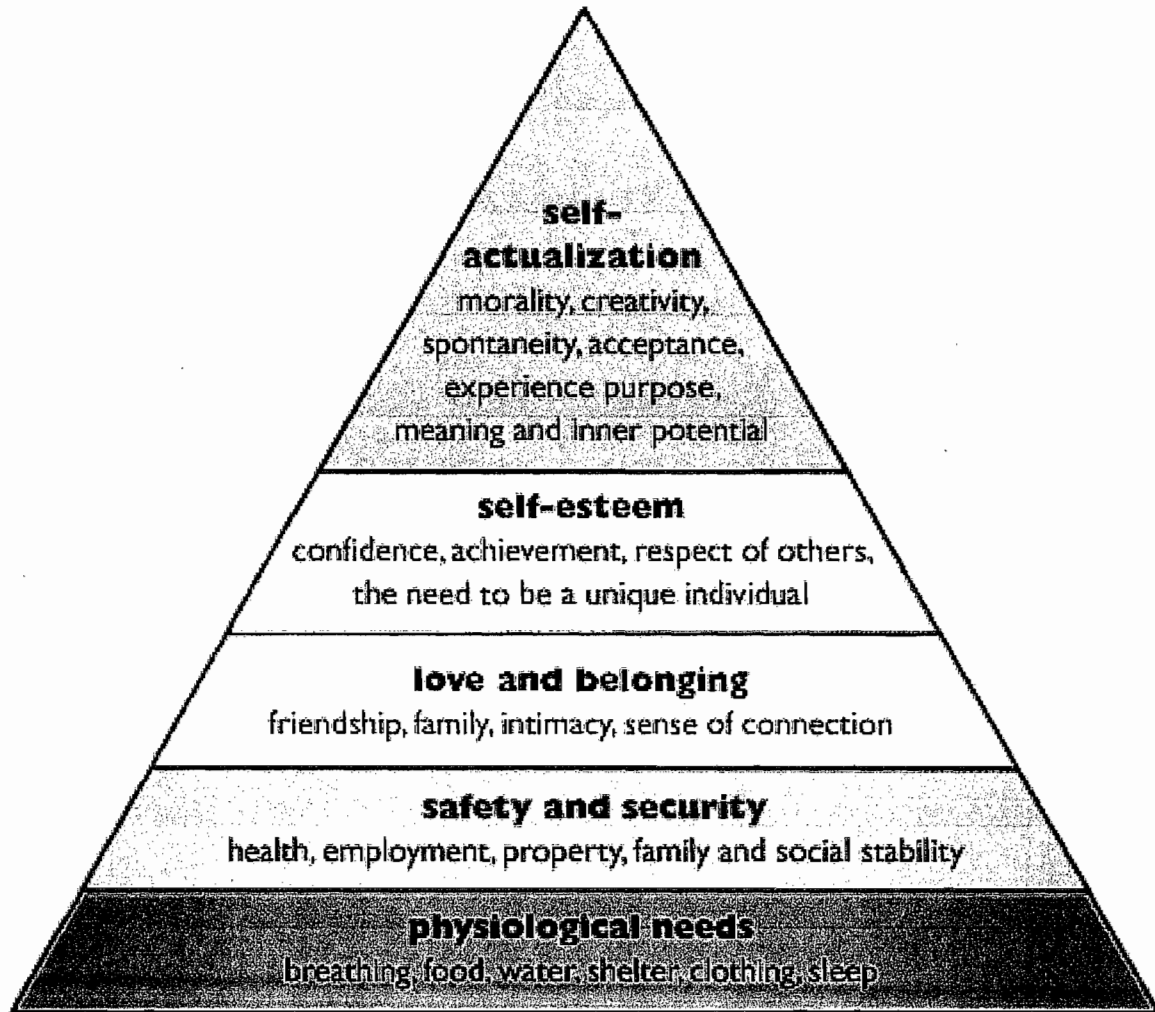 self-
actualization
morality, creativity,
spontaneity, acceptance,
experience purpose,
meaning and inner potential
self-esteem
confidence, achievement, respect of others,
the need to be a unique individual
love and belonging
friendship, family, intimacy, sense of connection
safety and security
health, employment, property, family and social stability
physiological needs
breathing, food, water, shelter, clothing, sleep